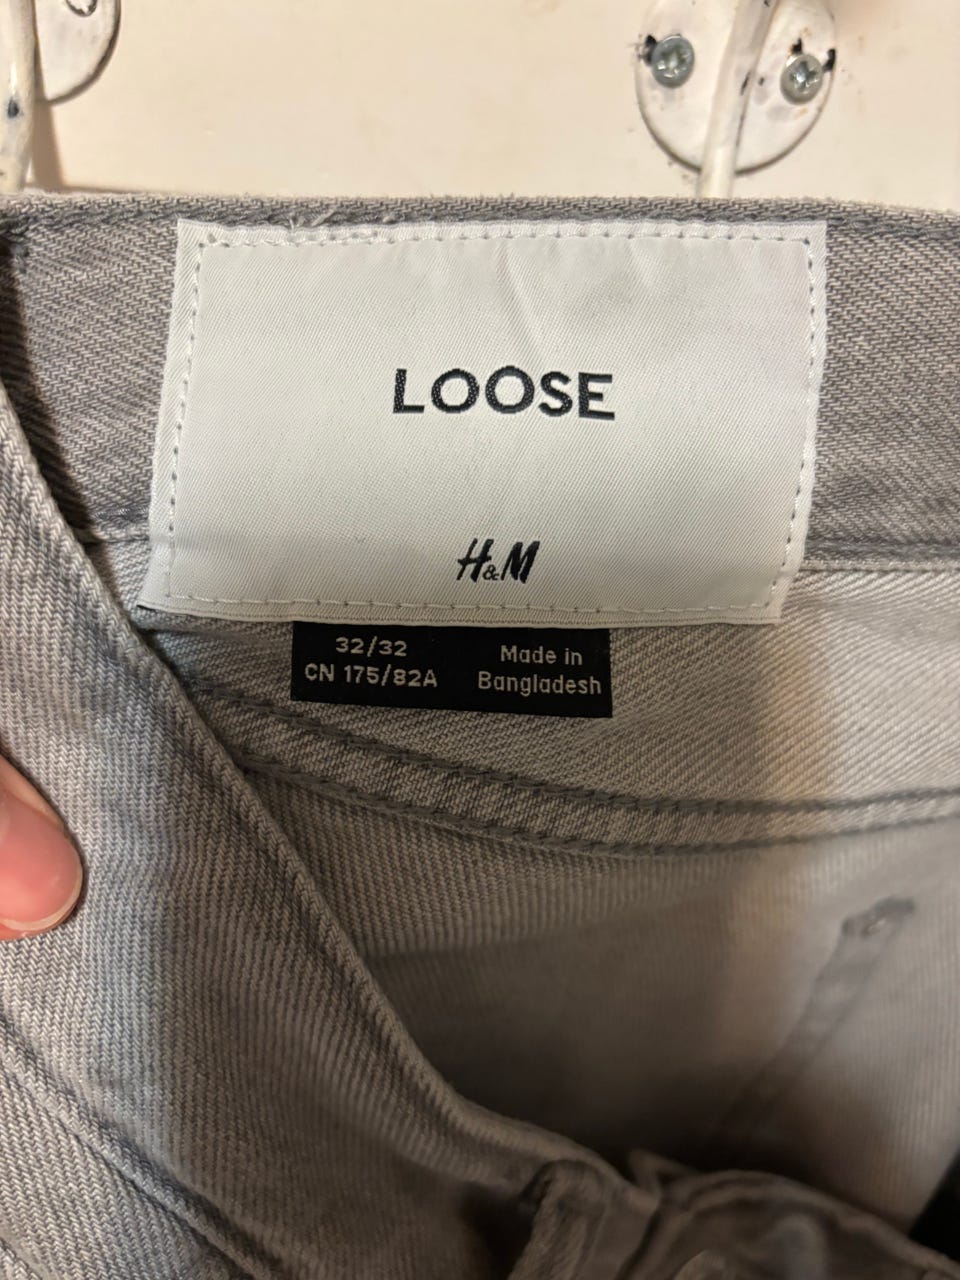 LOOSE
H&M
32/32
CN 175/82A
Made in
Bangladesh